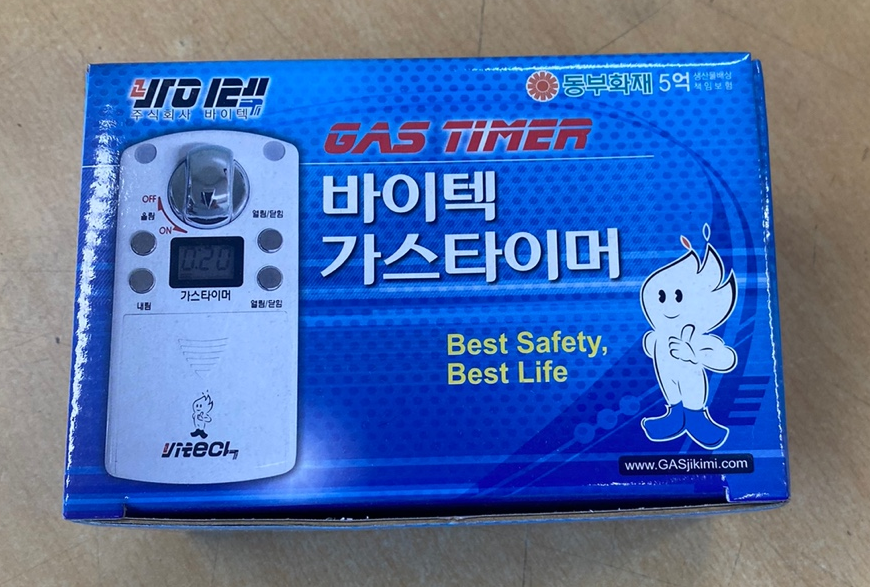 바이텍
주식회사 바이텍
동부화재 5억 생산물배상
책임보험
GAS TIMER
바이텍
가스타이머
OFF
ON
올림
열림/닫힘
0:20
가스타이머
내림
열림/닫힘
Best Safety,
Best Life
VITECH
www.GASjikimi.com